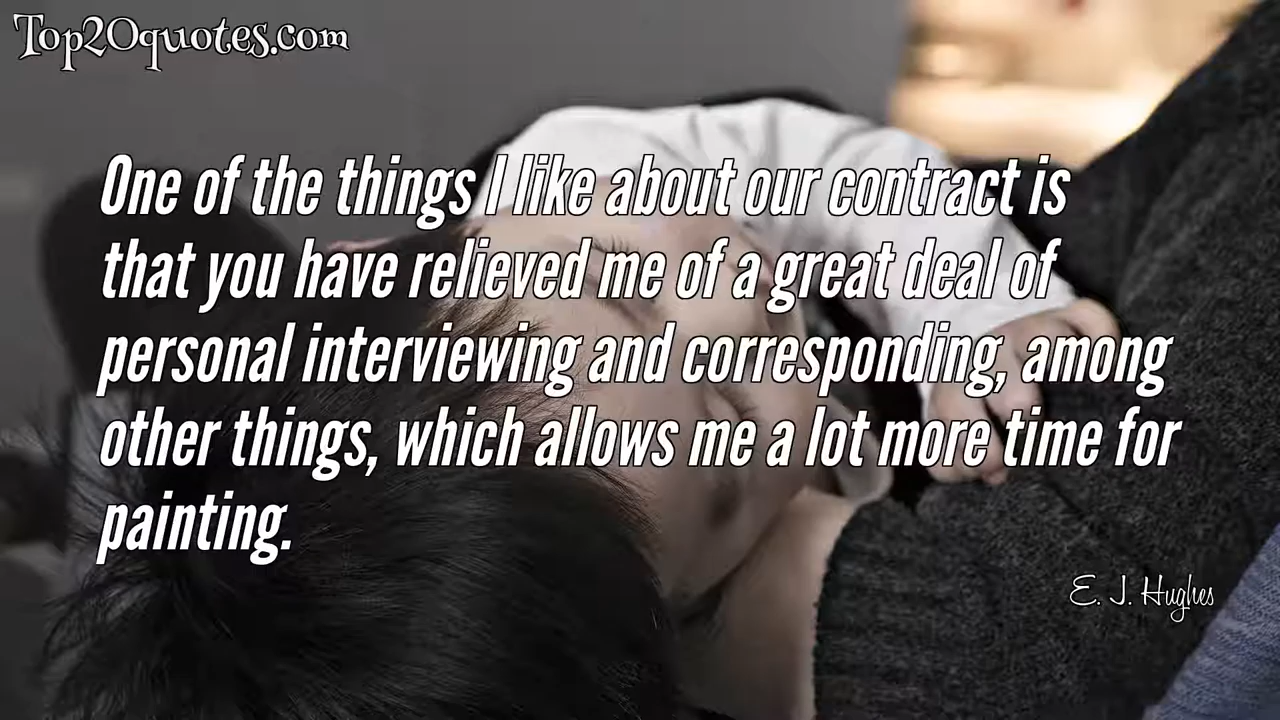 Top20quotes.com
One of the things I like about our contract is
that you have relieved me of a great deal of
personal interviewing and corresponding, among
other things, which allows me a lot more time for
painting.
E. J. Hughes